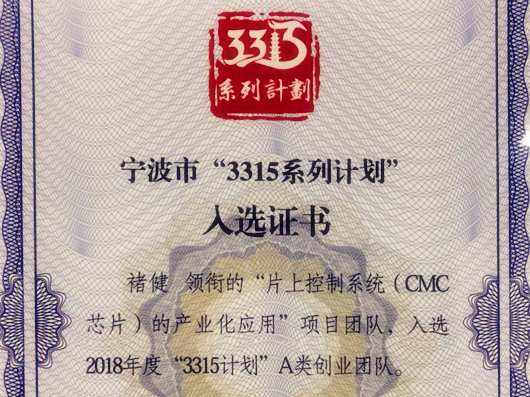 3315
系列計劃
宁波市“3315系列计划”
入选证书
褚健 领衔的“片上控制系统（CMC
芯片）的产业化应用”项目团队，入选
2018年度“3315计划”A类创业团队。